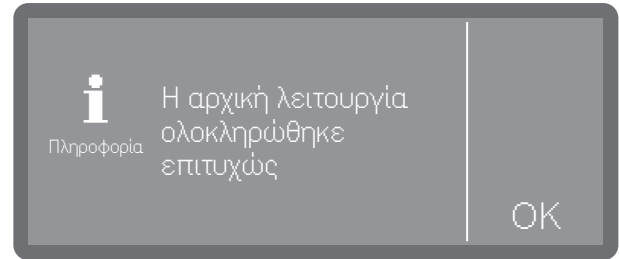 i
Πληροφορία
Η αρχική λειτουργία
ολοκληρώθηκε
επιτυχώς
OK